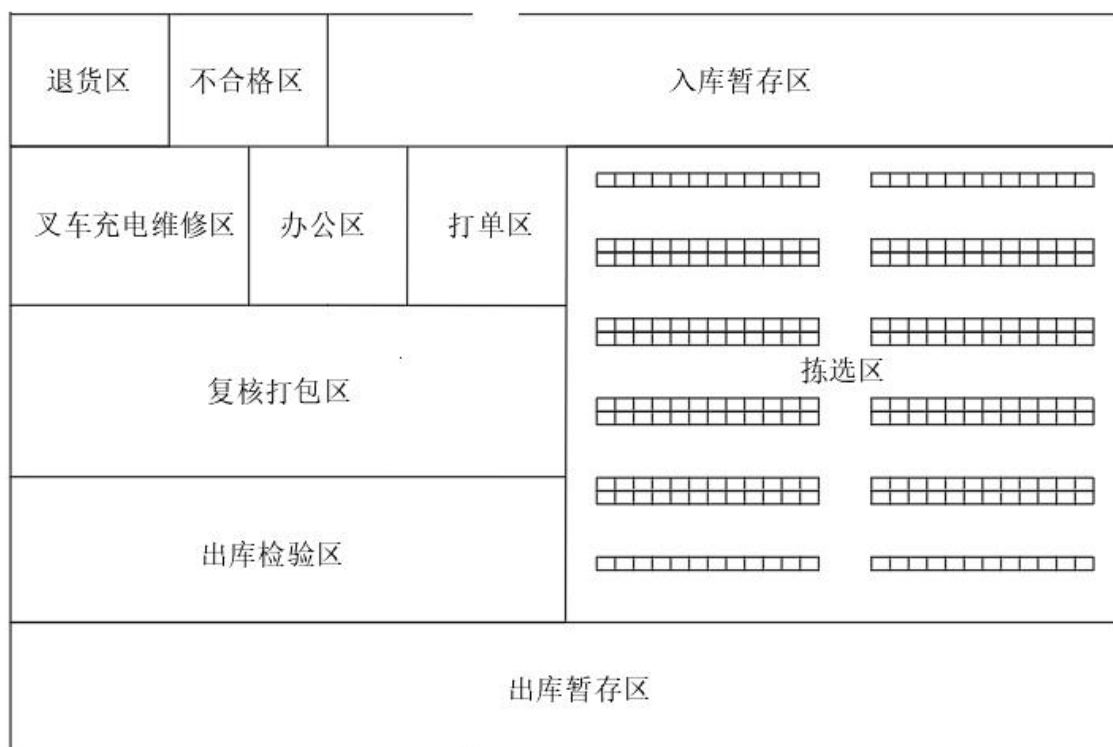 退货区
不合格区
入库暂存区
叉车充电维修区
办公区
打单区
拣选区
复核打包区
出库检验区
出库暂存区